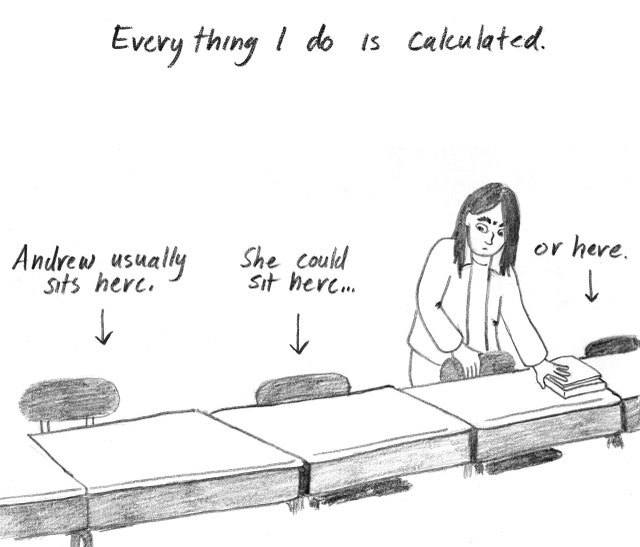 Everything I do is calculated.
Andrew usually
sits here.
She could
sit here...
or here.